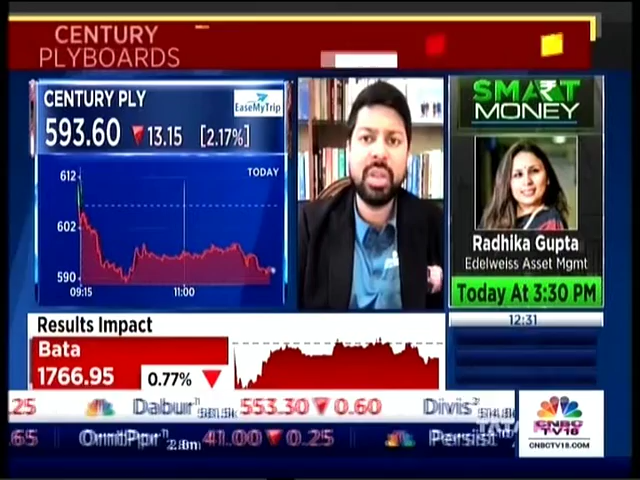 CENTURY
PLYBOARDS
CENTURY PLY
EaseMyTrip
593.60 ▼13.15 [2.17%]
TODAY
612
602
590
09:15 11:00
SMART
MONEY
Radhika Gupta
Edelweiss Asset Mgmt
Today At 3:30 PM
12:31
Results Impact
Bata
1766.95 0.77% ▼
.25 Dabur 553.30 ▼ 0.60 Divis
.65 41.00 ▼ 0.25 Persist
CNBC
TV18
CNBCTV18.COM